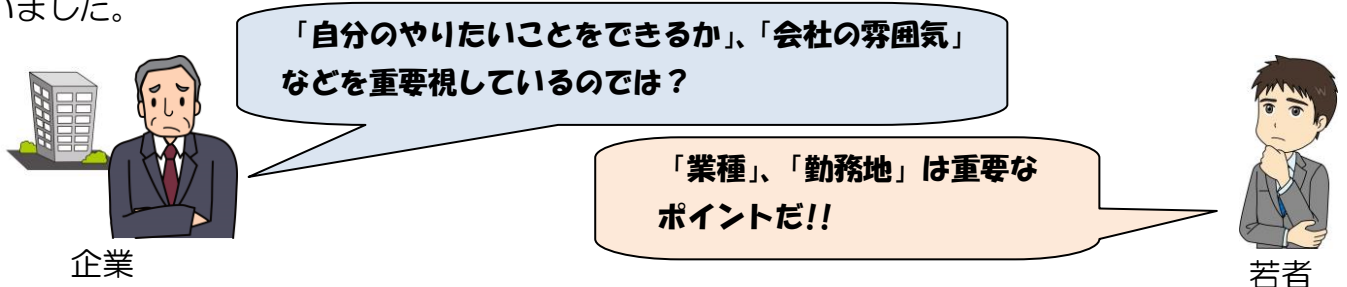 いました。
「自分のやりたいことをできるか」、「会社の雰囲気」
などを重要視しているのでは？
「業種」、「勤務地」は重要な
ポイントだ!!
企業
若者